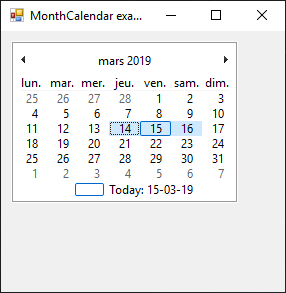 MonthCalendar exa...
mars 2019
lun. mar. mer. jeu. ven. sam. dim.
25 26 27 28 1 2 3
4 5 6 7 8 9 10
11 12 13 14 15 16 17
18 19 20 21 22 23 24
25 26 27 28 29 30 31
1 2 3 4 5 6 7
Today: 15-03-19